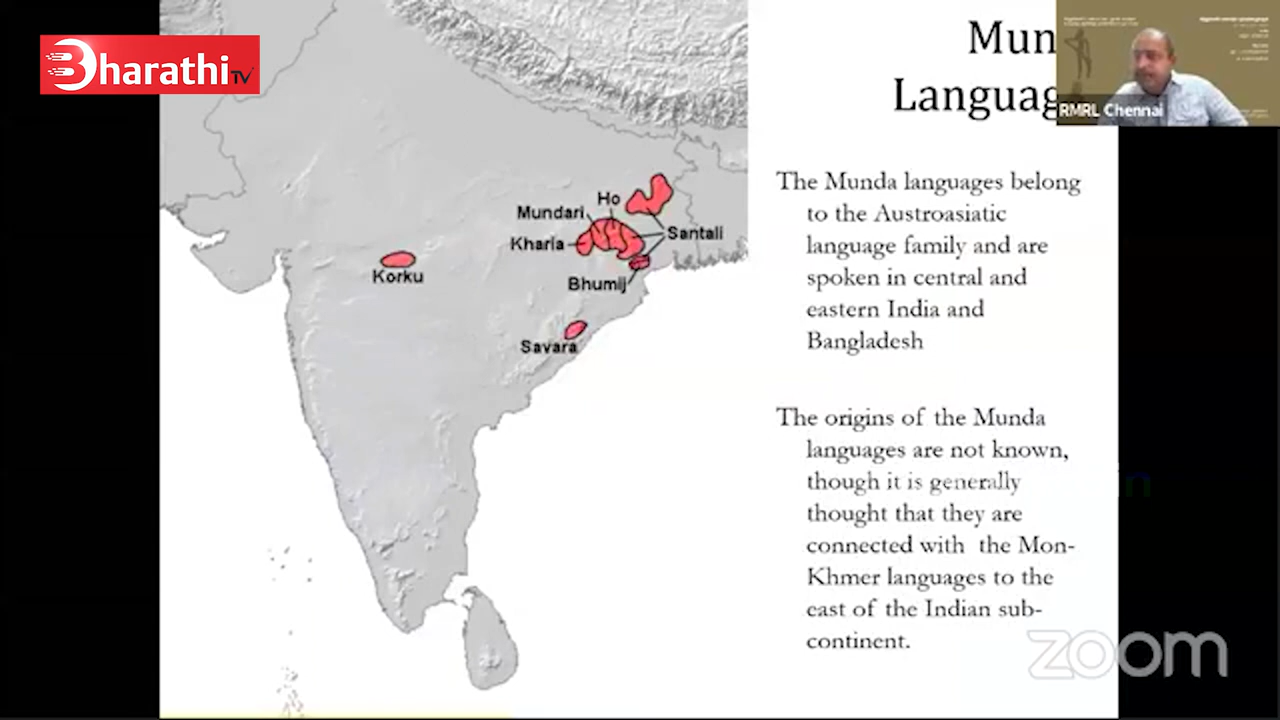 Bharathi TV
Mun
Languag
RMRL Chennai
The Munda languages belong
to the Austroasiatic
language family and are
spoken in central and
eastern India and
Bangladesh
Ho
Mundari
Kharia
Santali
Bhumij
Korku
Savara
The origins of the Munda
languages are not known,
though it is generally
thought that they are
connected with the Mon-
Khmer languages to the
east of the Indian sub-
continent.
zoom